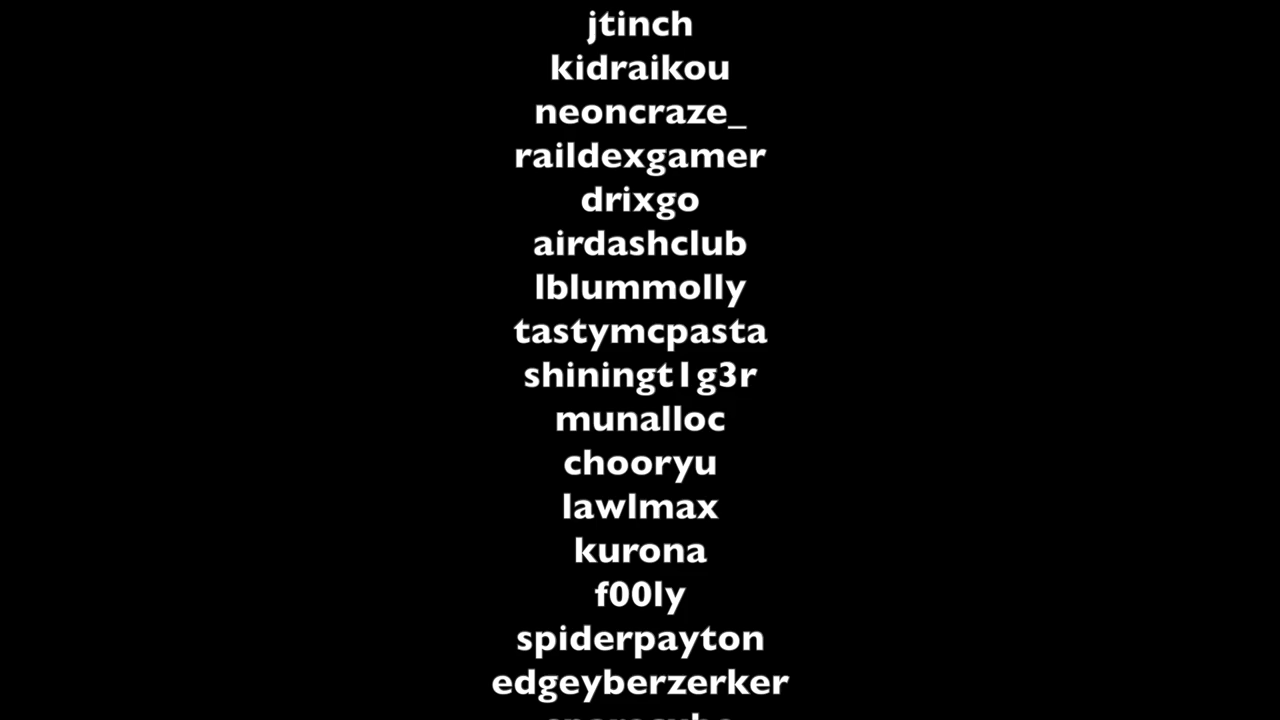 jtinch
kidraikou
neoncraze_
raildexgamer
drixgo
airdashclub
lblummolly
tastymcpasta
shiningt1g3r
munalloc
chooryu
lawlmax
kurona
f00ly
spiderpayton
edgeyberzerker